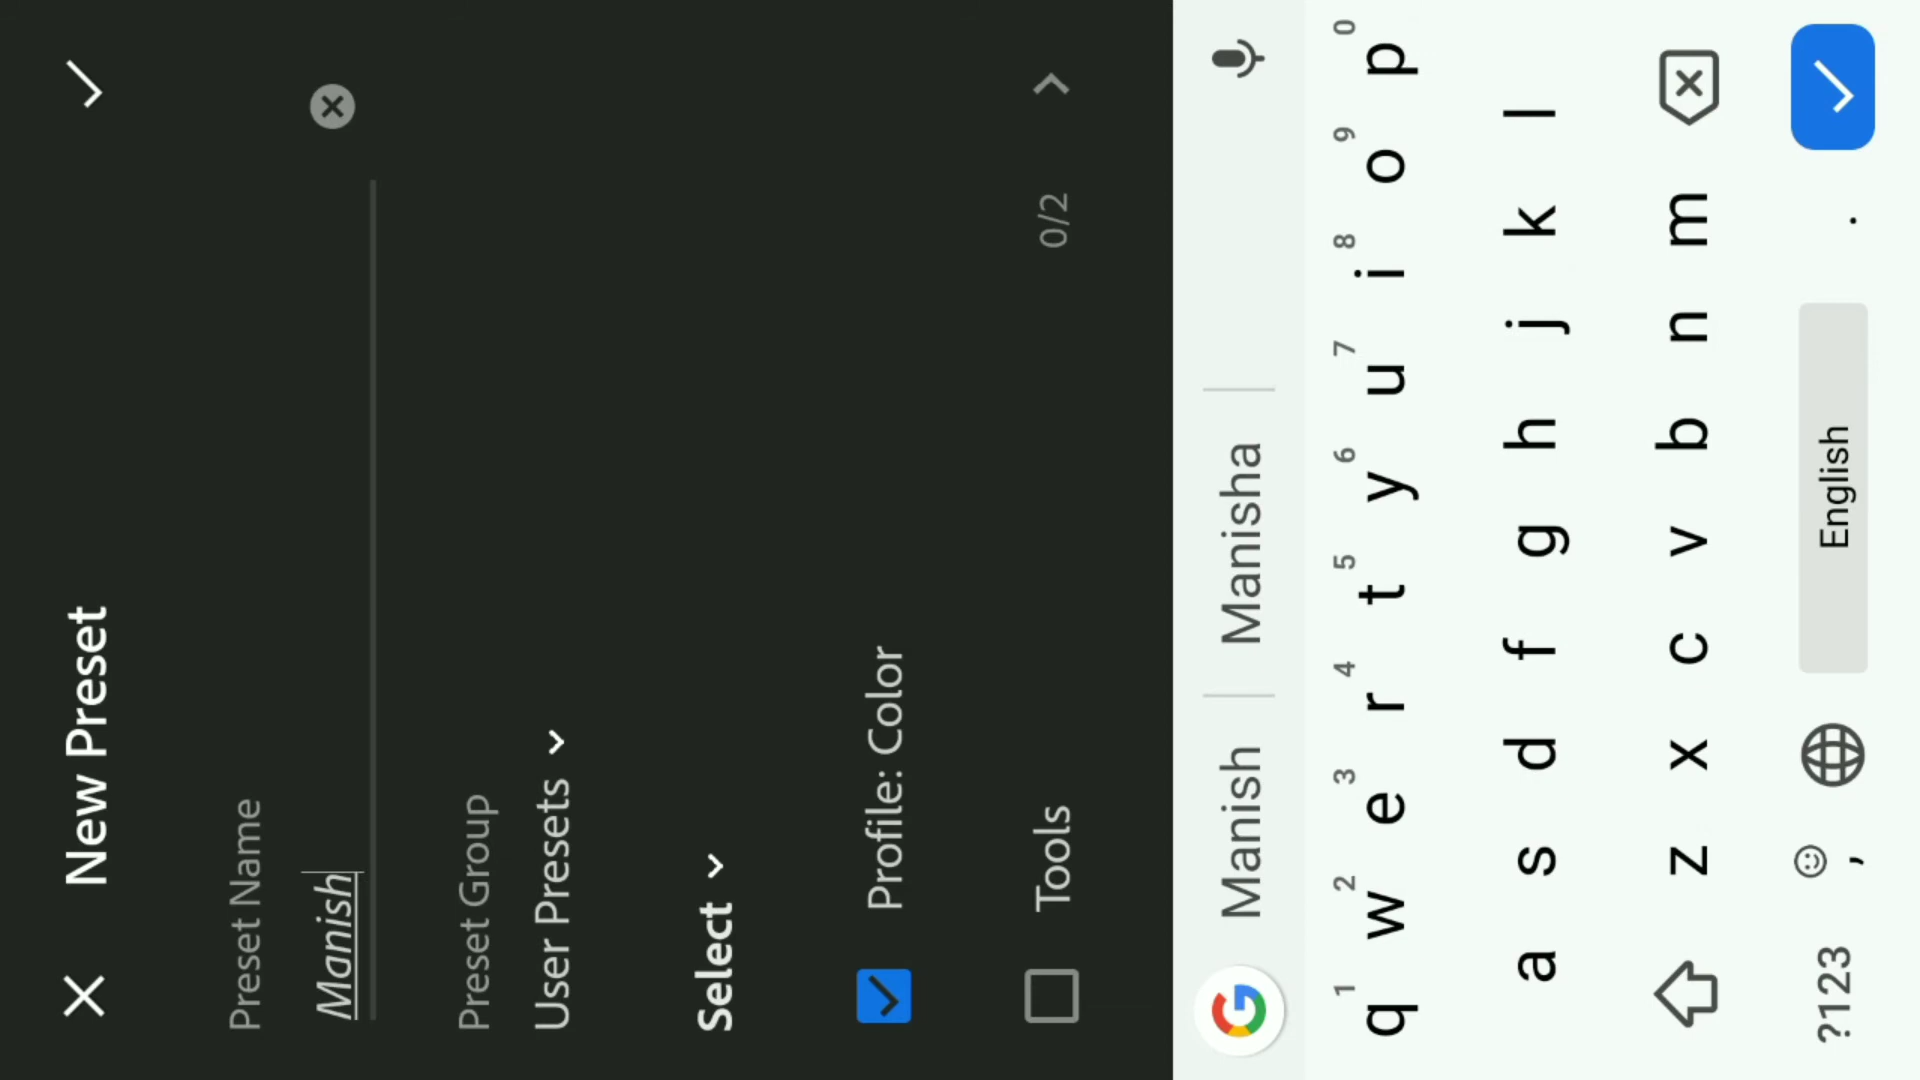 New Preset
Preset Name
Manish
Preset Group
User Presets
Select
Profile: Color
Tools 0/2
Manish Manisha
1 2 3 4 5 6 7 8 9 0
q w e r t y u i o p
a s d f g h j k l
z x c v b n m
?123 , English .